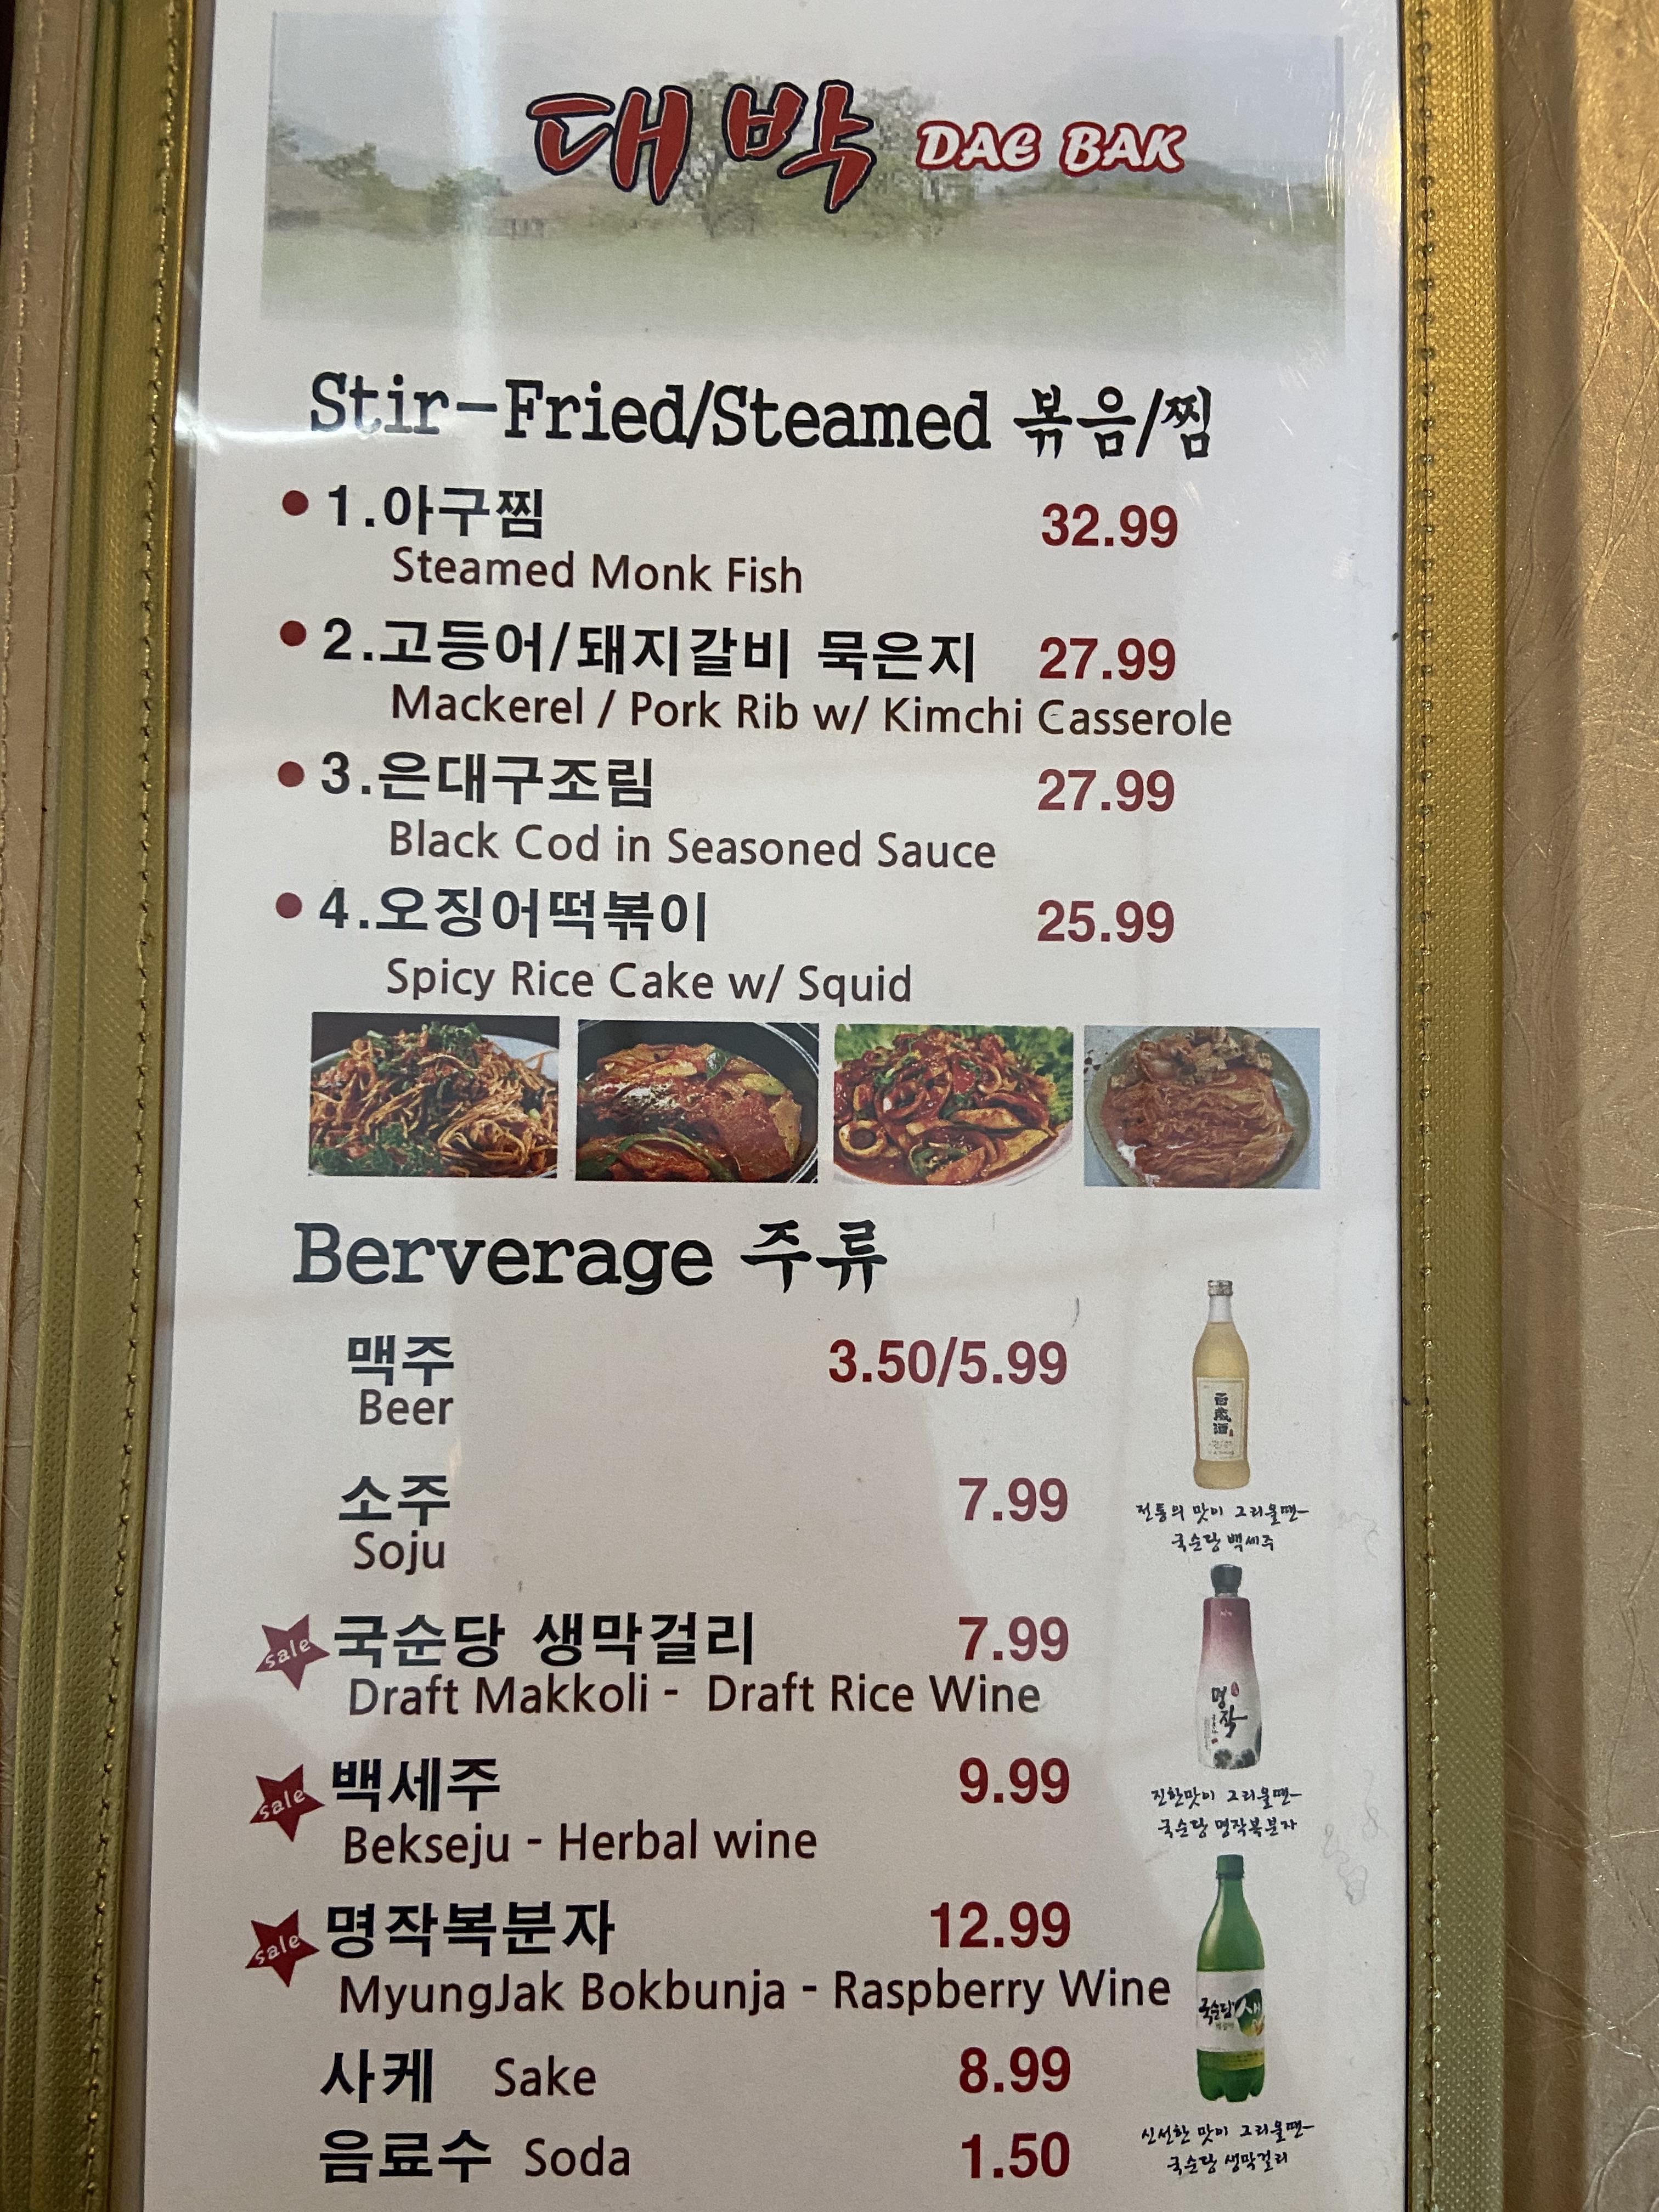 대박 DAE BAK
Stir-Fried/Steamed 볶음/찜
1.아구찜 32.99
Steamed Monk Fish
2.고등어/돼지갈비 묵은지 27.99
Mackerel / Pork Rib w/ Kimchi Casserole
3.은대구조림 27.99
Black Cod in Seasoned Sauce
4.오징어떡볶이 25.99
Spicy Rice Cake w/ Squid
Berverage 주류
맥주 3.50/5.99
Beer
소주 7.99
Soju
sale 국순당 생막걸리 7.99
Draft Makkoli - Draft Rice Wine
sale 백세주 9.99
Bekseju - Herbal wine
sale 명작복분자 12.99
MyungJak Bokbunja - Raspberry Wine
사케 Sake 8.99
음료수 Soda 1.50
百歲酒
전통의 맛이 그리울땐~
국순당 백세주
명작
진한맛이 그리울땐~
국순당 명작복분자
국순당 생
신선한 맛이 그리울땐~
국순당 생막걸리